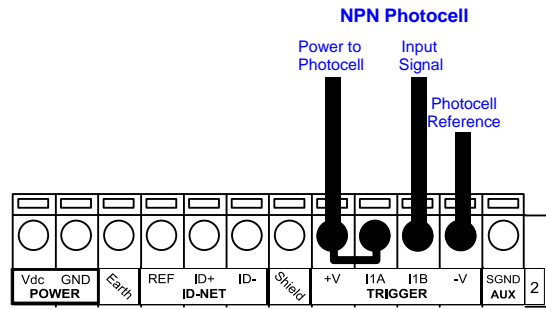 NPN Photocell
Power to
Photocell
Input
Signal
Photocell
Reference
Vdc GND Earth REF ID+ ID- Shield +V I1A I1B -V SGND 2
POWER ID-NET TRIGGER AUX